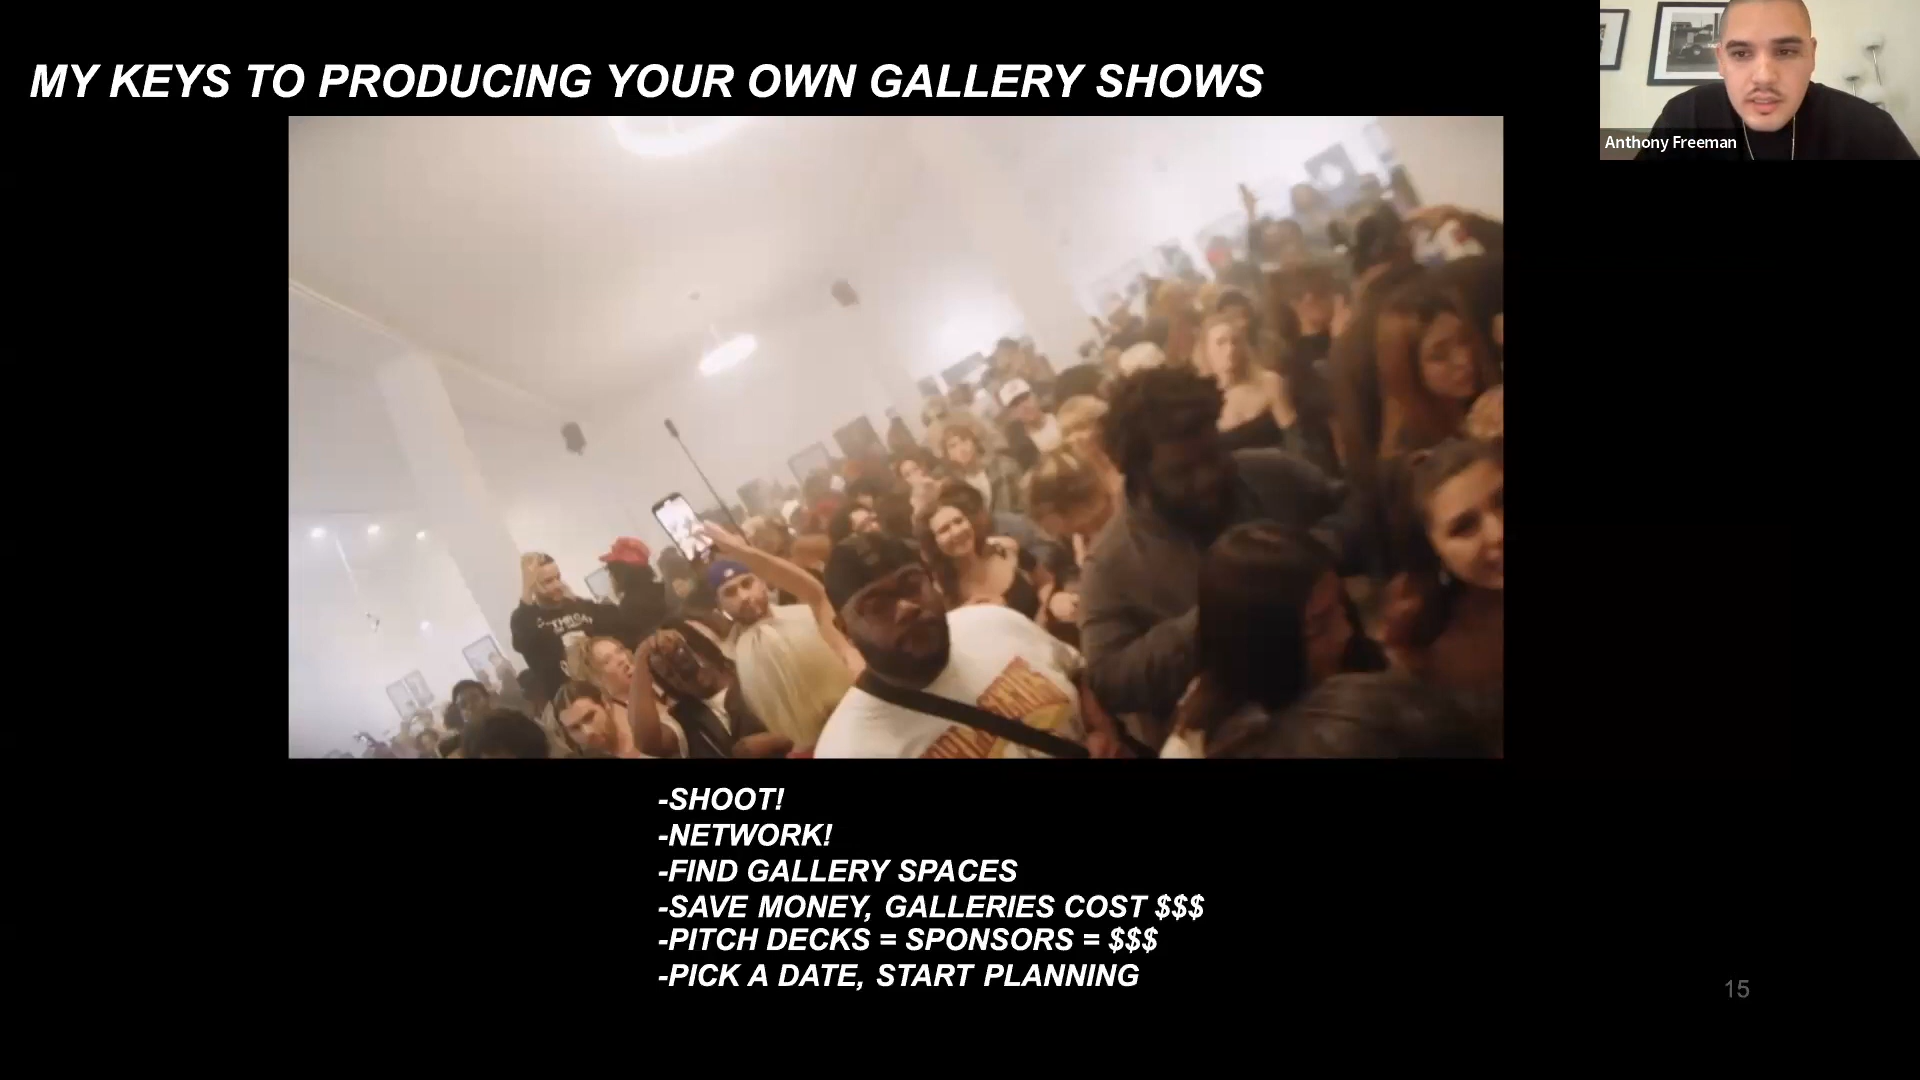 MY KEYS TO PRODUCING YOUR OWN GALLERY SHOWS
Anthony Freeman
-SHOOT!
-NETWORK!
-FIND GALLERY SPACES
-SAVE MONEY, GALLERIES COST $$$
-PITCH DECKS = SPONSORS = $$$
-PICK A DATE, START PLANNING
15